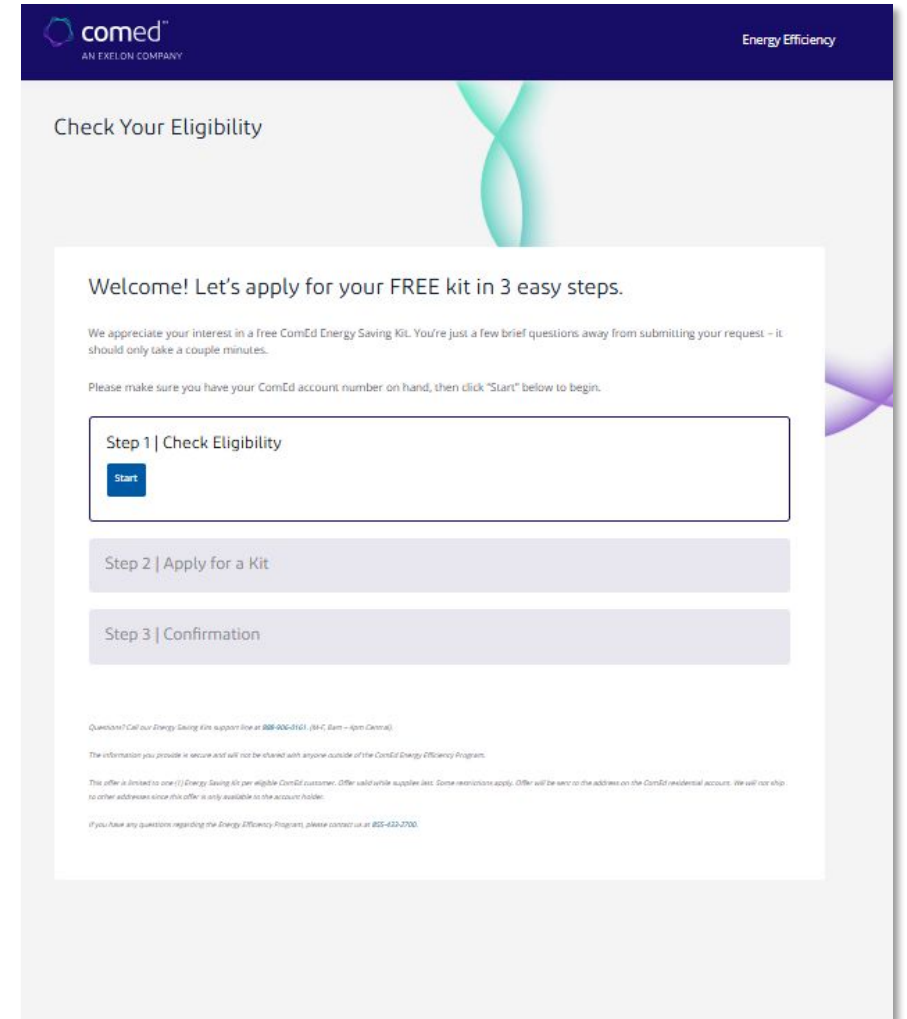 comed℠
AN EXELON COMPANY
Energy Efficiency
Check Your Eligibility
Welcome! Let's apply for your FREE kit in 3 easy steps.
We appreciate your interest in a free ComEd Energy Saving Kit. You're just a few brief questions away from submitting your request – it
should only take a couple minutes.
Please make sure you have your ComEd account number on hand, then click "Start" below to begin.
Step 1 | Check Eligibility
Start
Step 2 | Apply for a Kit
Step 3 | Confirmation
Questions? Call our Energy Saving Kits support line at (8am – 4pm Central).
The information you provide is secure and will not be shared with anyone outside of the ComEd Energy Efficiency Program.
This offer is limited to one (1) Energy Saving Kit per eligible ComEd customer. Offer valid while supplies last. Some restrictions apply. Offer will be sent to the address on the ComEd residential account. We will not ship
to other addresses since this offer is only available to the account holder.
If you have any questions regarding the Energy Efficiency Program, please contact us at 855-433-2700.